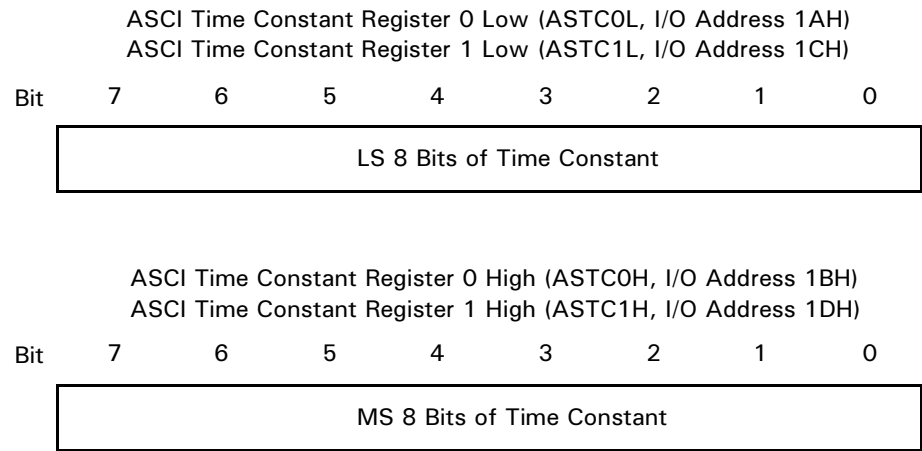 ASCI Time Constant Register 0 Low (ASTC0L, I/O Address 1AH)
ASCI Time Constant Register 1 Low (ASTC1L, I/O Address 1CH)
Bit 7 6 5 4 3 2 1 0
LS 8 Bits of Time Constant
ASCI Time Constant Register 0 High (ASTC0H, I/O Address 1BH)
ASCI Time Constant Register 1 High (ASTC1H, I/O Address 1DH)
Bit 7 6 5 4 3 2 1 0
MS 8 Bits of Time Constant